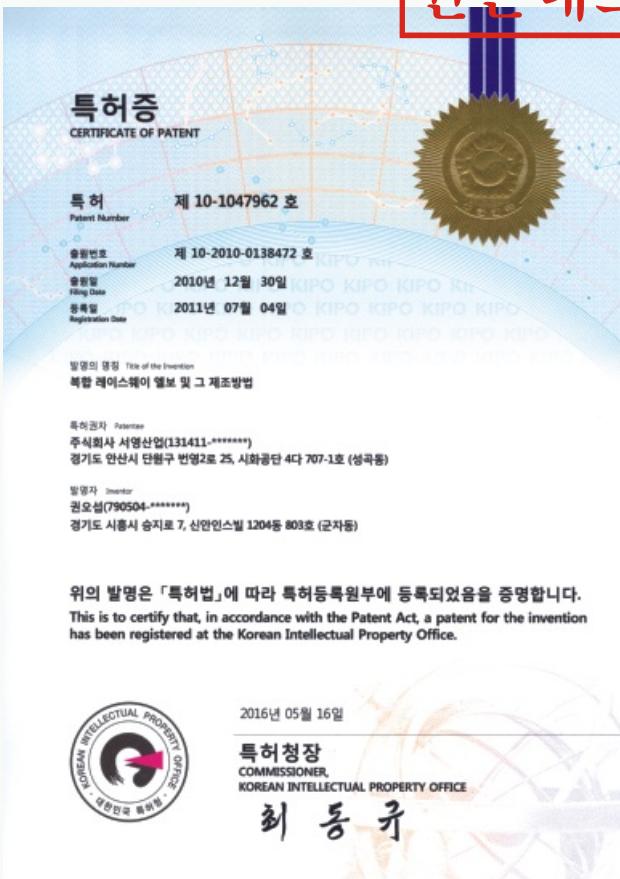 특허증
CERTIFICATE OF PATENT
특 허 제 10-1047962 호
Patent Number
출원번호 제 10-2010-0138472 호
Application Number
출원일 2010년 12월 30일
Filing Date
등록일 2011년 07월 04일
Registration Date
발명의 명칭 Title of the Invention
복합 레이스웨이 엘보 및 그 제조방법
특허권자 Patentee
주식회사 서영산업(131411-*******)
경기도 안산시 단원구 번영2로 25, 시화공단 4다 707-1호 (성곡동)
발명자 Inventor
권오섭(790504-*******)
경기도 시흥시 승지로 7, 신안인스빌 1204동 803호 (군자동)
위의 발명은 「특허법」에 따라 특허등록원부에 등록되었음을 증명합니다.
This is to certify that, in accordance with the Patent Act, a patent for the invention
has been registered at the Korean Intellectual Property Office.
2016년 05월 16일
특허청장
COMMISSIONER,
KOREAN INTELLECTUAL PROPERTY OFFICE
최동규
KOREAN INTELLECTUAL PROPERTY OFFICE
대한민국 특허청